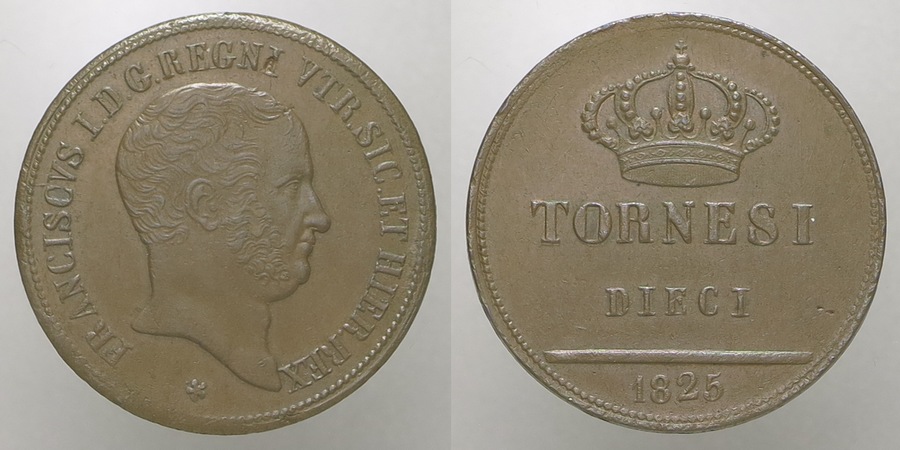 FRANCISCVS I.D.G.REGNI VTR.SIC.ET HIER.REX
*
TORNESI
DIECI
1825